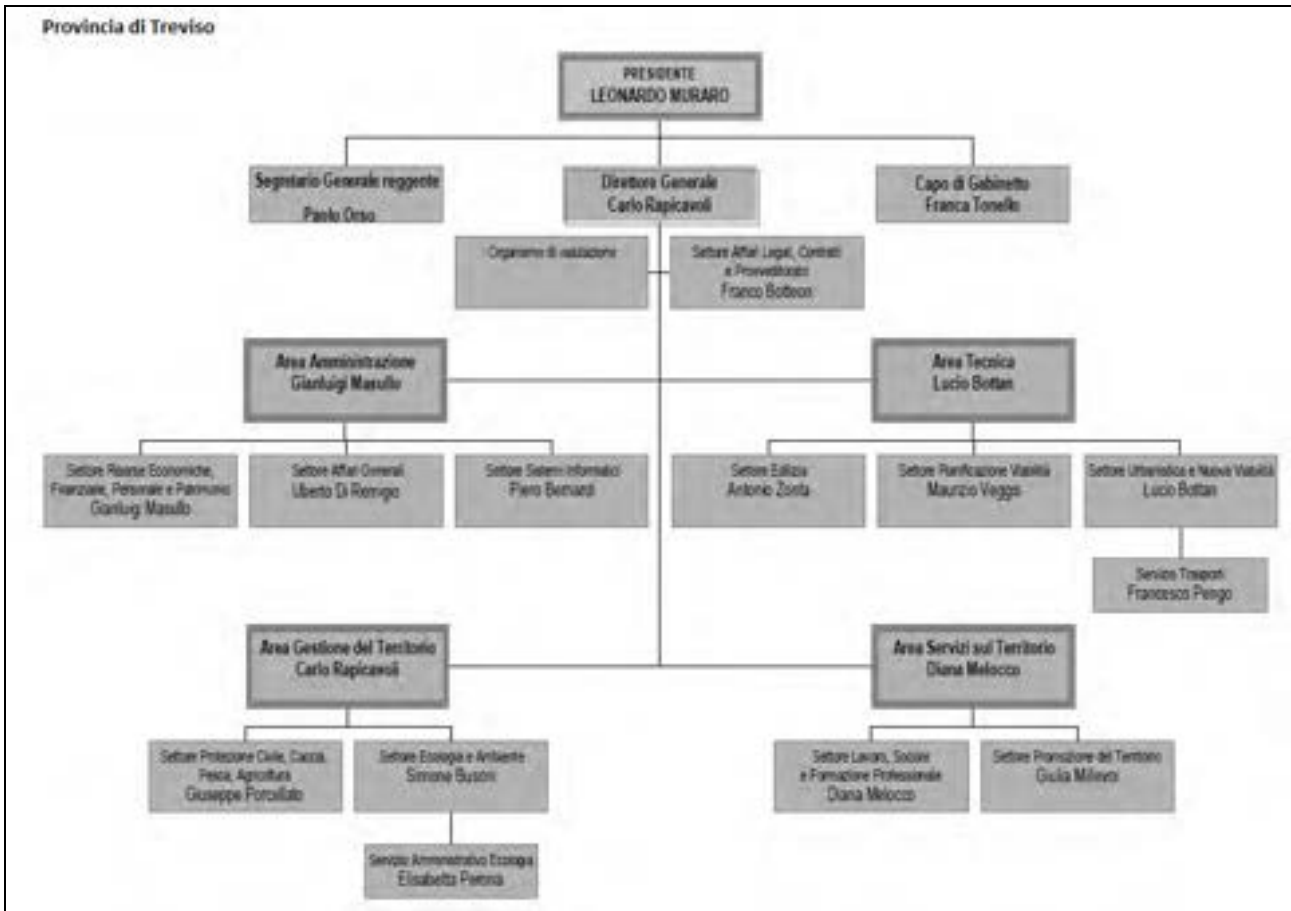 Provincia di Treviso
PRESIDENTE
LEONARDO MURARO
Segretario Generale reggente
Paolo Orso
Direttore Generale
Carlo Rapicavoli
Capo di Gabinetto
Franca Tonello
Organismo di valutazione
Settore Affari Legali, Contratti
e Provveditorato
Franco Botteon
Area Amministrazione
Gianluigi Masullo
Area Tecnica
Lucio Bottan
Settore Risorse Economiche,
Finanziarie, Personale e Patrimonio
Gianluigi Masullo
Settore Affari Generali
Uberto Di Remigio
Settore Sistemi Informatici
Piero Bernardi
Settore Edilizia
Antonio Zonta
Settore Pianificazione Viabilità
Maurizio Veggis
Settore Urbanistica e Nuova Viabilità
Lucio Bottan
Servizio Trasporti
Francesco Pengo
Area Gestione del Territorio
Carlo Rapicavoli
Area Servizi sul Territorio
Diana Melocco
Settore Protezione Civile, Caccia,
Pesca, Agricoltura
Giuseppe Porcellato
Settore Ecologia e Ambiente
Simone Busoni
Settore Lavoro, Sociale
e Formazione Professionale
Diana Melocco
Settore Promozione del Territorio
Giulia
Servizio Amministrativo Ecologia
Elisabetta